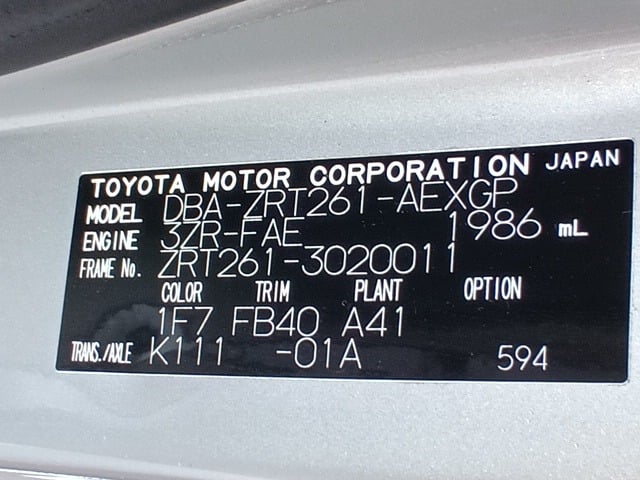 TOYOTA MOTOR CORPORATION JAPAN
MODEL DBA-ZRT261-AEXGP
ENGINE 3ZR-FAE 1986 mL
FRAME No. ZRT261-3020011
COLOR TRIM PLANT OPTION
1F7 FB40 A41
TRANS./AXLE K111 -01A 594